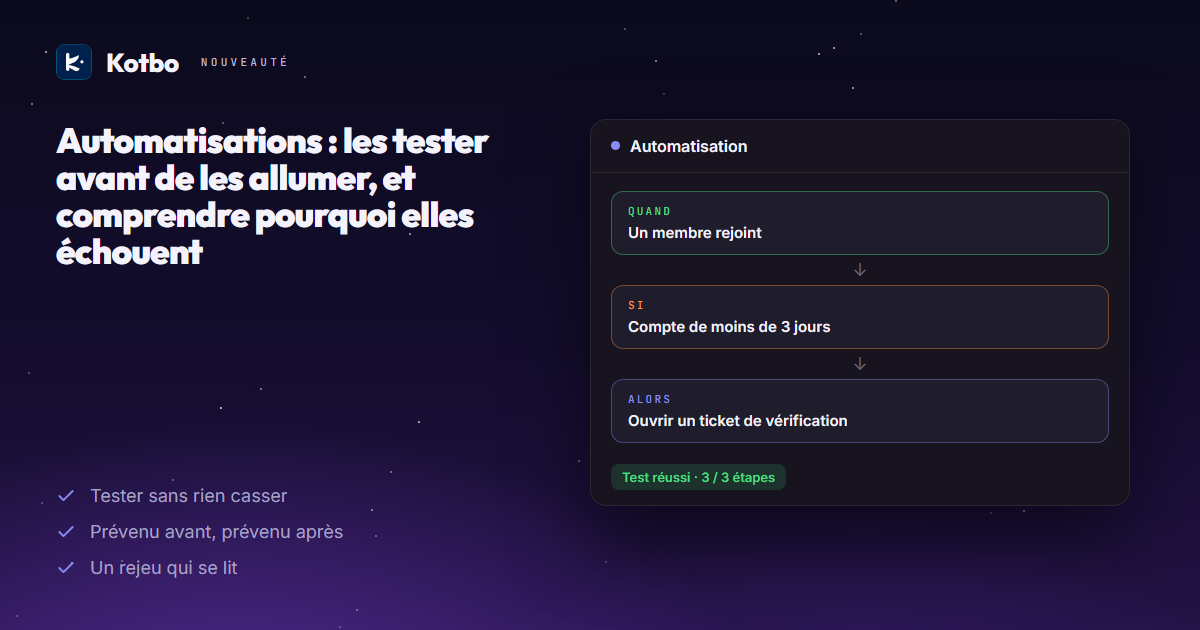 Kotbo NOUVEAUTÉ
Automatisations : les tester
avant de les allumer, et
comprendre pourquoi elles
échouent
Tester sans rien casser
Prévenu avant, prévenu après
Un rejeu qui se lit
Automatisation
QUAND
Un membre rejoint
SI
Compte de moins de 3 jours
ALORS
Ouvrir un ticket de vérification
Test réussi · 3 / 3 étapes